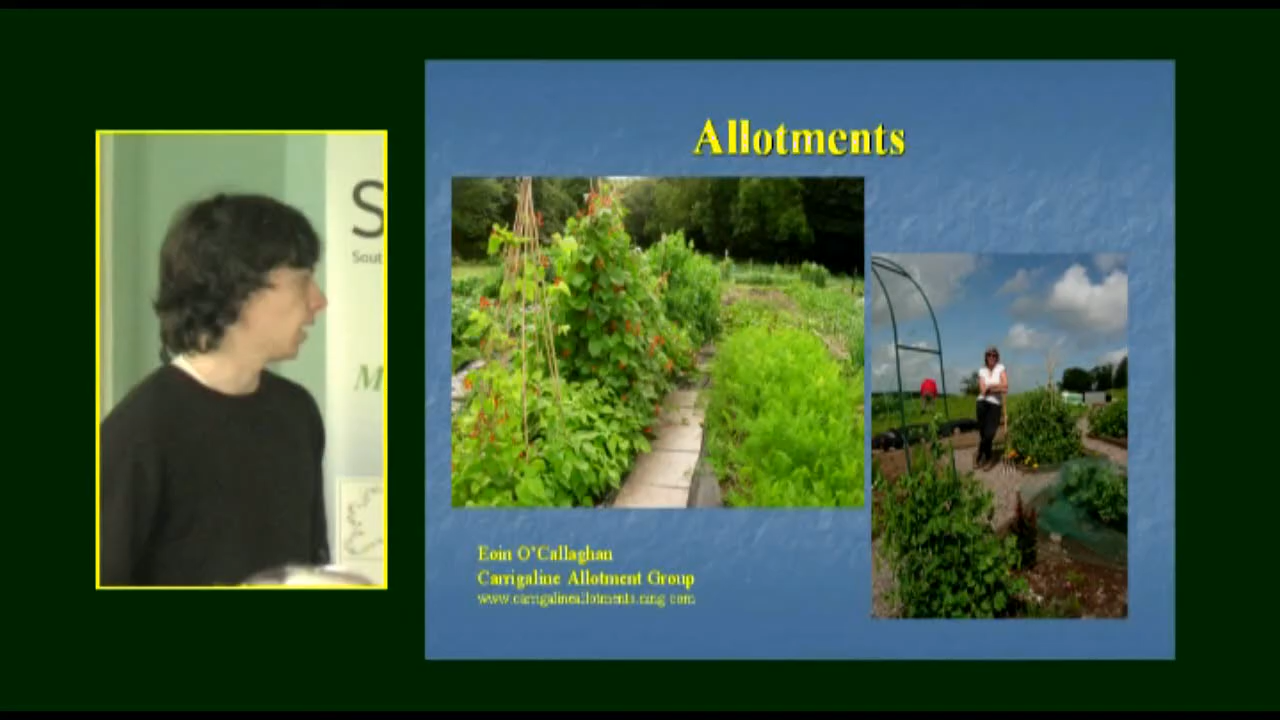 S
Sout
M
Allotments
Eoin O'Callaghan
Carrigaline Allotment Group
www.carrigalineallotments.ning.com